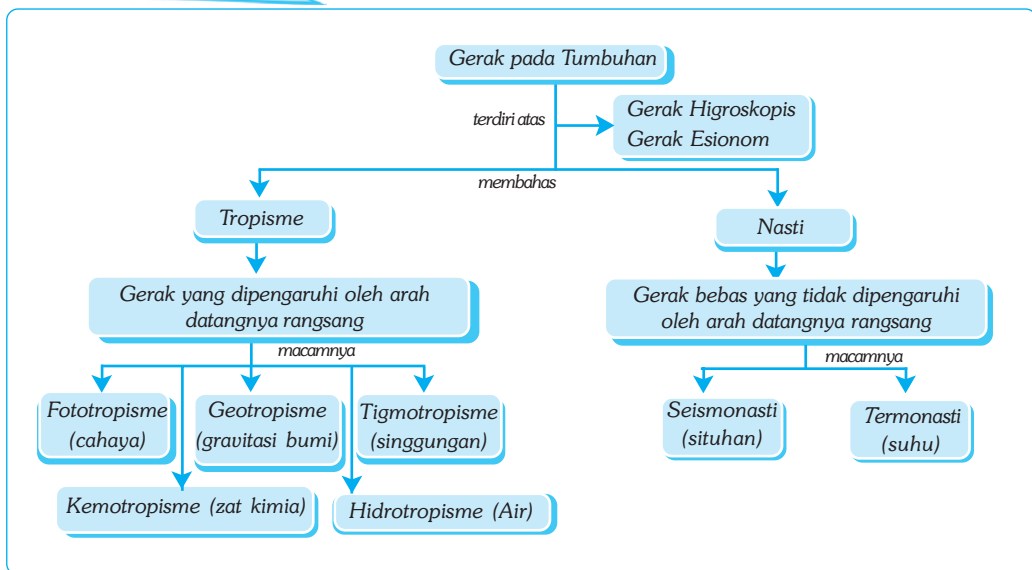 Gerak pada Tumbuhan
terdiri atas
Gerak Higroskopis
Gerak Esionom
membahas
Tropisme
Nasti
Gerak yang dipengaruhi oleh arah
datangnya rangsang
Gerak bebas yang tidak dipengaruhi
oleh arah datangnya rangsang
macamnya
macamnya
Fototropisme
(cahaya)
Geotropisme
(gravitasi bumi)
Tigmotropisme
(singgungan)
Seismonasti
(situhan)
Termonasti
(suhu)
Kemotropisme (zat kimia)
Hidrotropisme (Air)